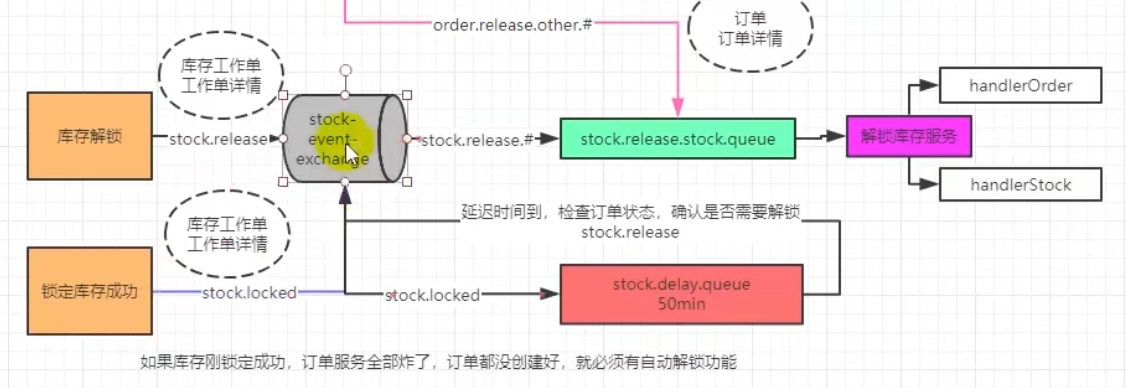 order.release.other.#
订单
订单详情
库存工作单
工作单详情
handlerOrder
库存解锁
stock.release
stock-
event-
exchange
stock.release.#
stock.release.stock.queue
解锁库存服务
handlerStock
库存工作单
工作单详情
延迟时间到，检查订单状态，确认是否需要解锁
stock.release
锁定库存成功
stock.locked
stock.locked
stock.delay.queue
50min
如果库存刚锁定成功，订单服务全部炸了，订单都没创建好，就必须有自动解锁功能